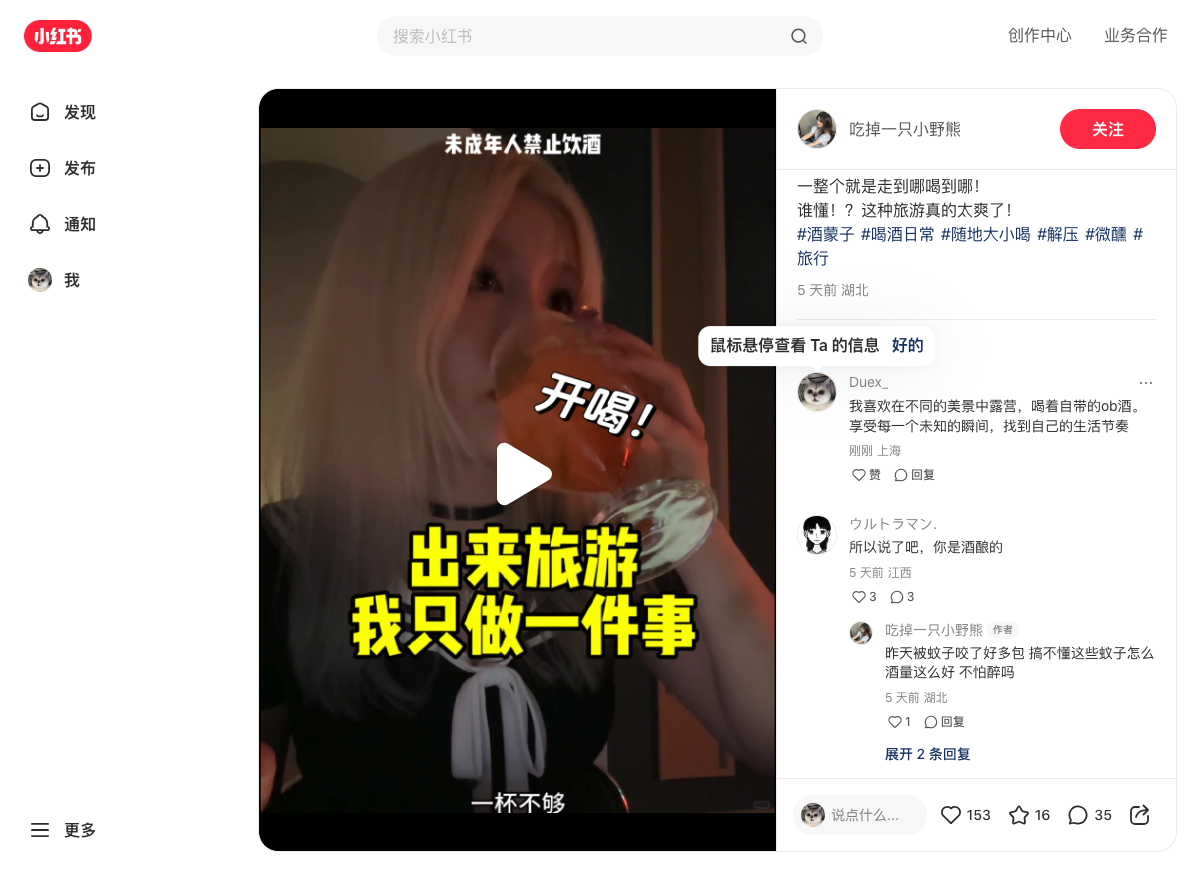 小红书
搜索小红书
创作中心
业务合作
发现
发布
通知
我
更多
未成年人禁止饮酒
开喝！
出来旅游
我只做一件事
一杯不够
吃掉一只小野熊
关注
一整个就是走到哪喝到哪！
谁懂！？这种旅游真的太爽了！
#酒蒙子 #喝酒日常 #随地大小喝 #解压 #微醺 #
旅行
5 天前 湖北
鼠标悬停查看 Ta 的信息 好的
Duex_
我喜欢在不同的美景中露营，喝着自带的ob酒。
享受每一个未知的瞬间，找到自己的生活节奏
刚刚 上海
赞 回复
ウルトラマン.
所以说了吧，你是酒酿的
5 天前 江西
3 3
吃掉一只小野熊 作者
昨天被蚊子咬了好多包 搞不懂这些蚊子怎么
酒量这么好 不怕醉吗
5 天前 湖北
1 回复
展开 2 条回复
说点什么...
153 16 35